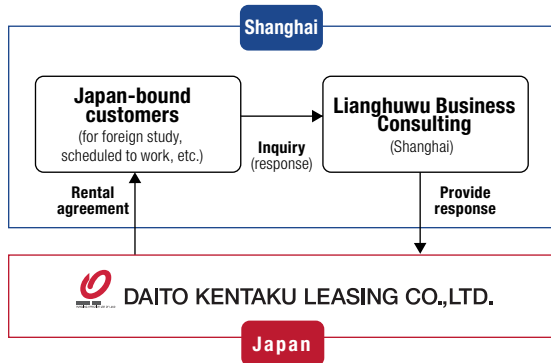 Shanghai
Japan-bound
customers
(for foreign study,
scheduled to work, etc.)
Inquiry
(response)
Lianghuwu Business
Consulting
(Shanghai)
Rental
agreement
Provide
response
DAITO KENTAKU LEASING CO.,LTD.
Japan